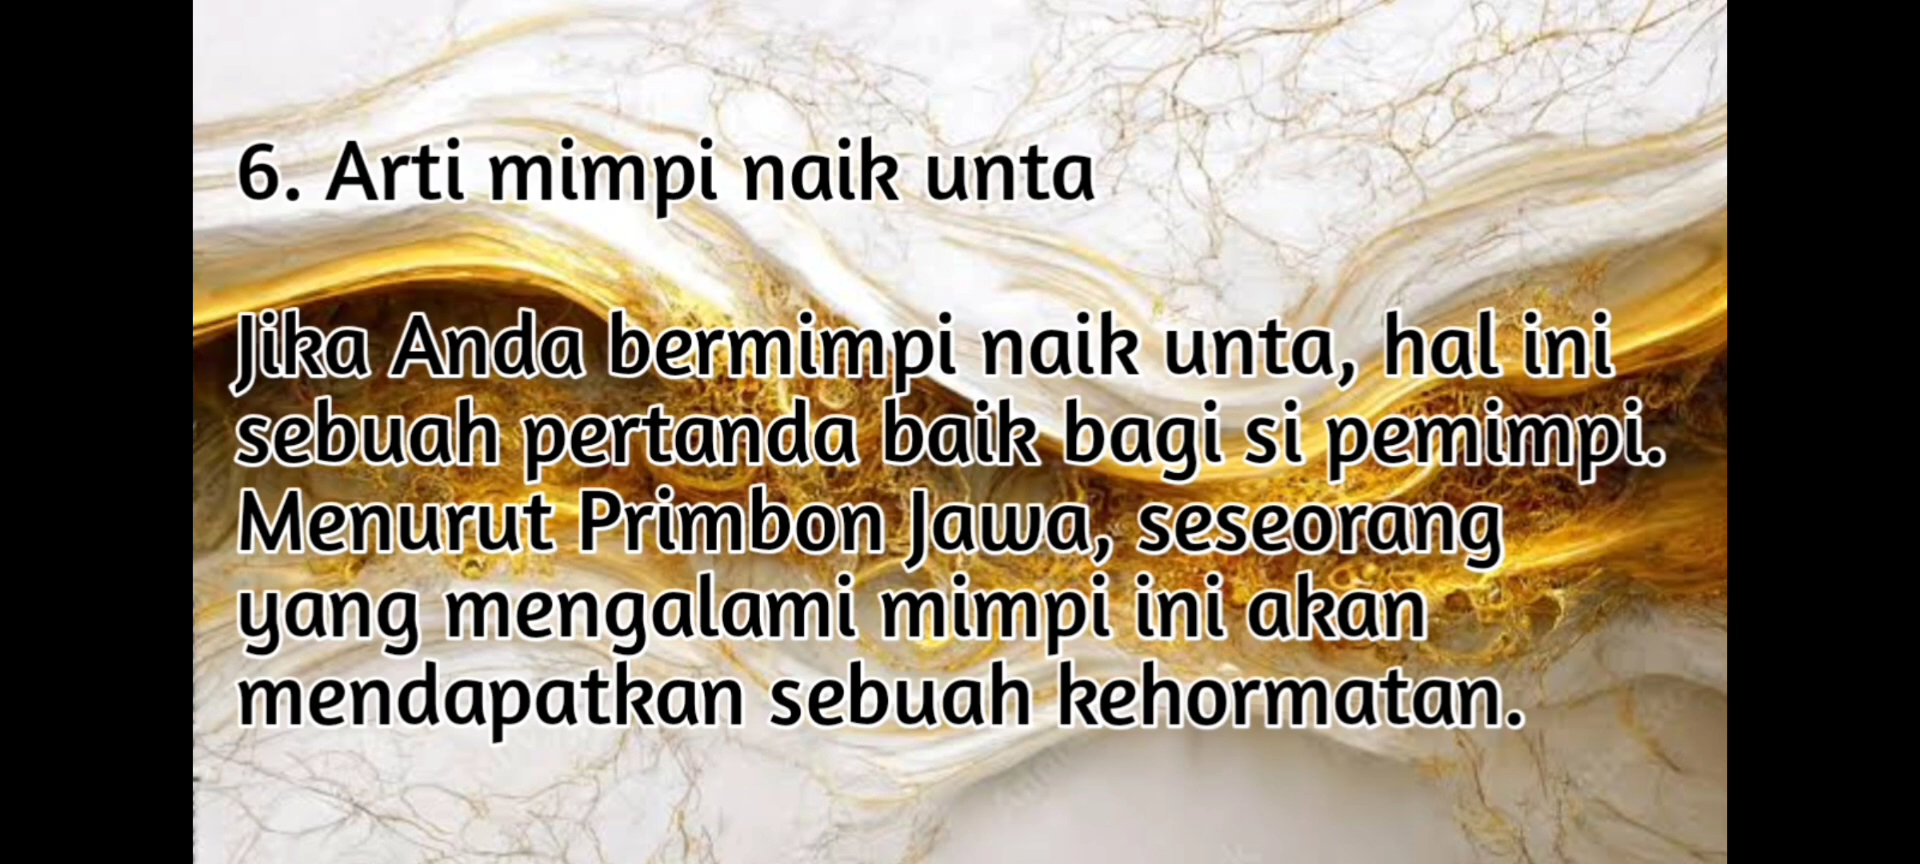 6. Arti mimpi naik unta
Jika Anda bermimpi naik unta, hal ini
sebuah pertanda baik bagi si pemimpi.
Menurut Primbon Jawa, seseorang
yang mengalami mimpi ini akan
mendapatkan sebuah kehormatan.